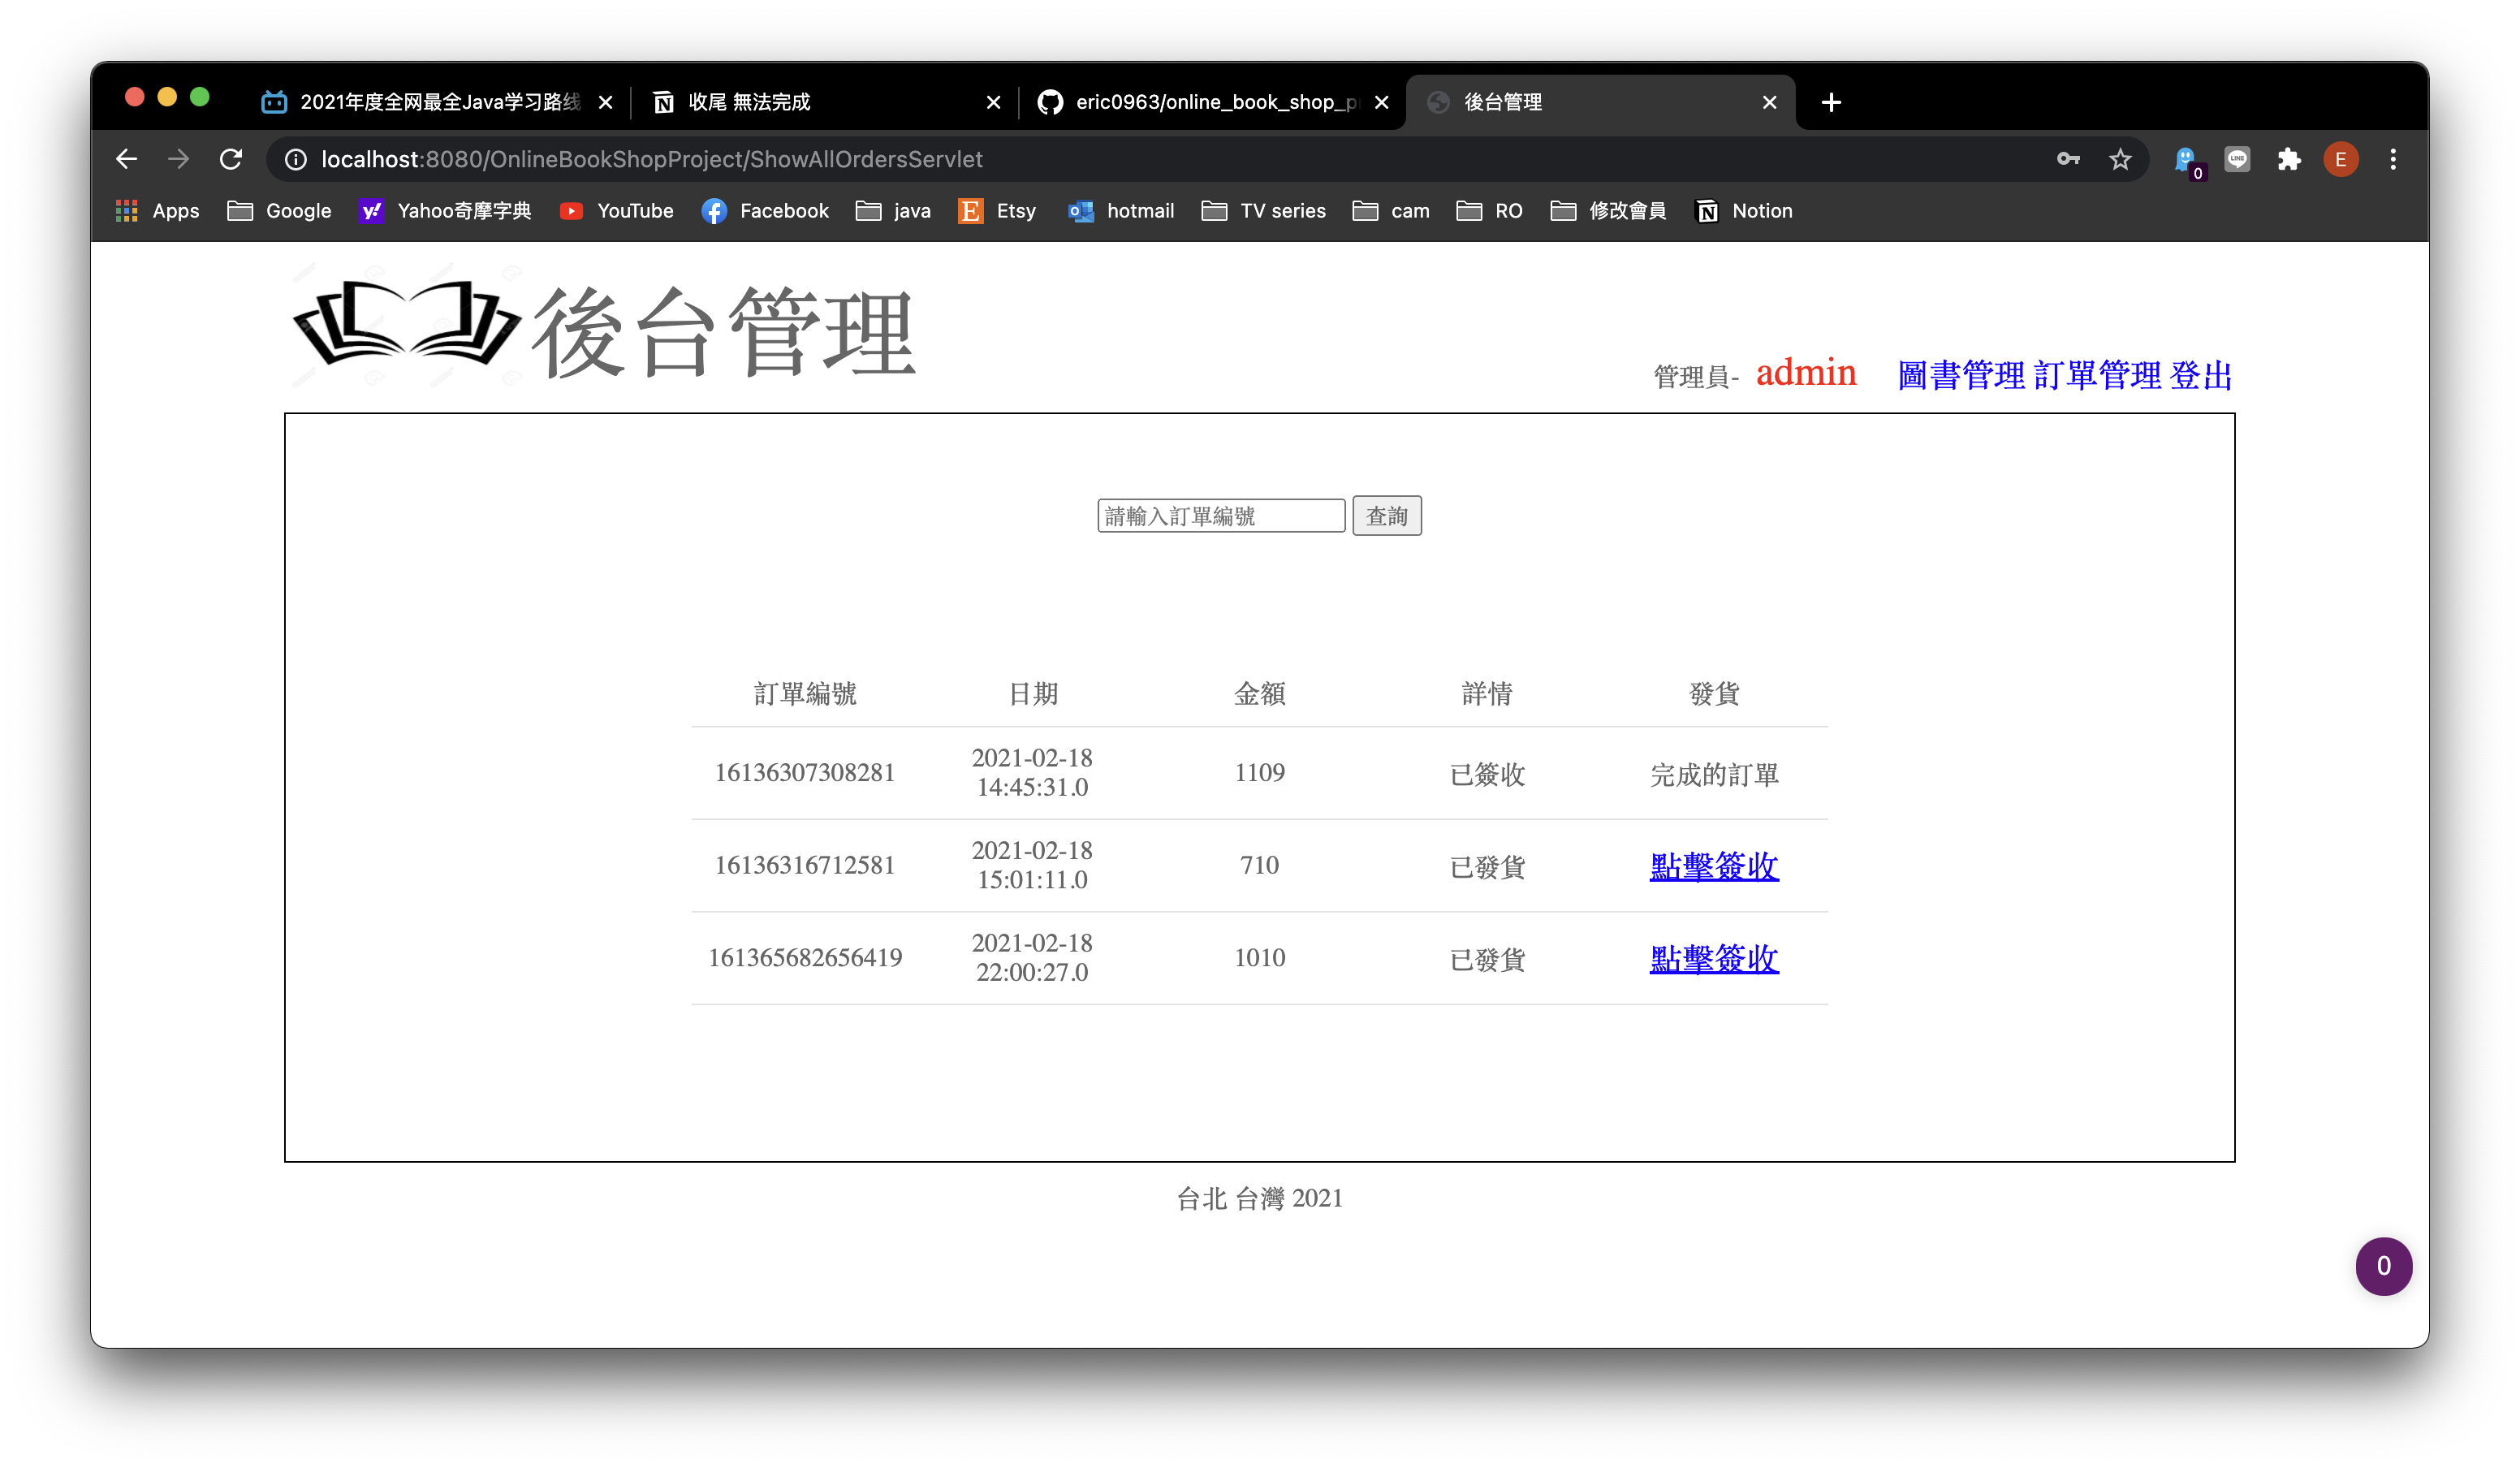 2021年度全网最全Java学习路线
收尾 無法完成
eric0963/online_book_shop_p
後台管理
localhost:8080/OnlineBookShopProject/ShowAllOrdersServlet
0
LINE
E
Apps Google Yahoo奇摩字典 YouTube Facebook java Etsy hotmail TV series cam RO 修改會員 Notion
後台管理
管理員- admin 圖書管理 訂單管理 登出
請輸入訂單編號 查詢
訂單編號 日期 金額 詳情 發貨
16136307308281 2021-02-18 14:45:31.0 1109 已簽收 完成的訂單
16136316712581 2021-02-18 15:01:11.0 710 已發貨 點擊簽收
161365682656419 2021-02-18 22:00:27.0 1010 已發貨 點擊簽收
台北 台灣 2021
0